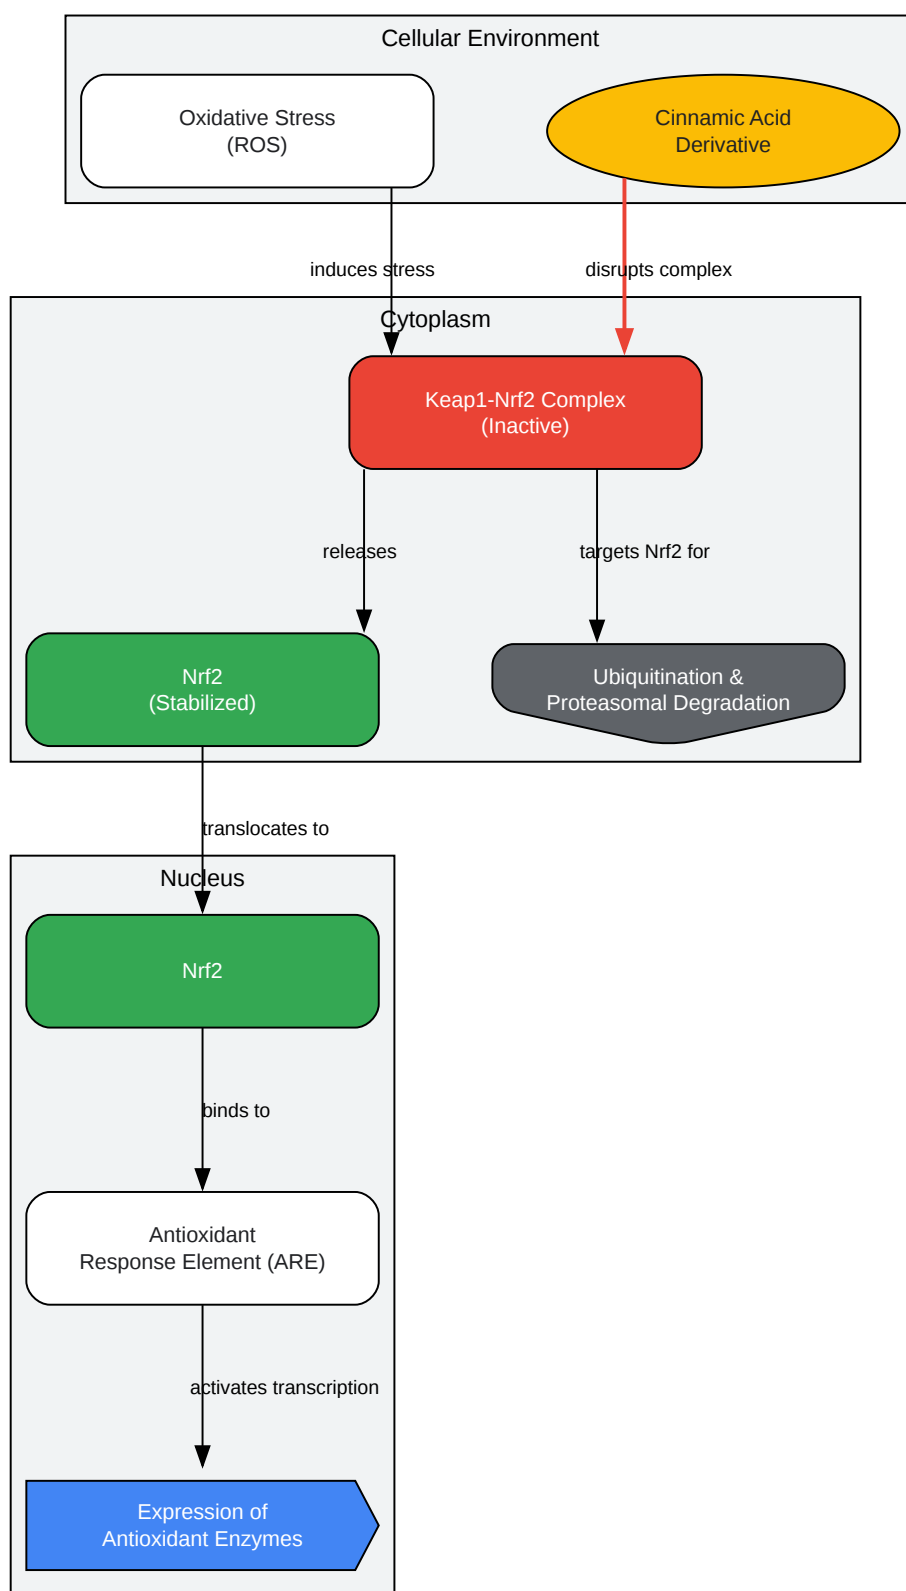 Cellular Environment
Oxidative Stress
(ROS)
Cinnamic Acid
Derivative
induces stress
disrupts complex
Cytoplasm
Keap1-Nrf2 Complex
(Inactive)
releases
targets Nrf2 for
Nrf2
(Stabilized)
Ubiquitination &
Proteasomal Degradation
translocates to
Nucleus
Nrf2
binds to
Antioxidant
Response Element (ARE)
activates transcription
Expression of
Antioxidant Enzymes